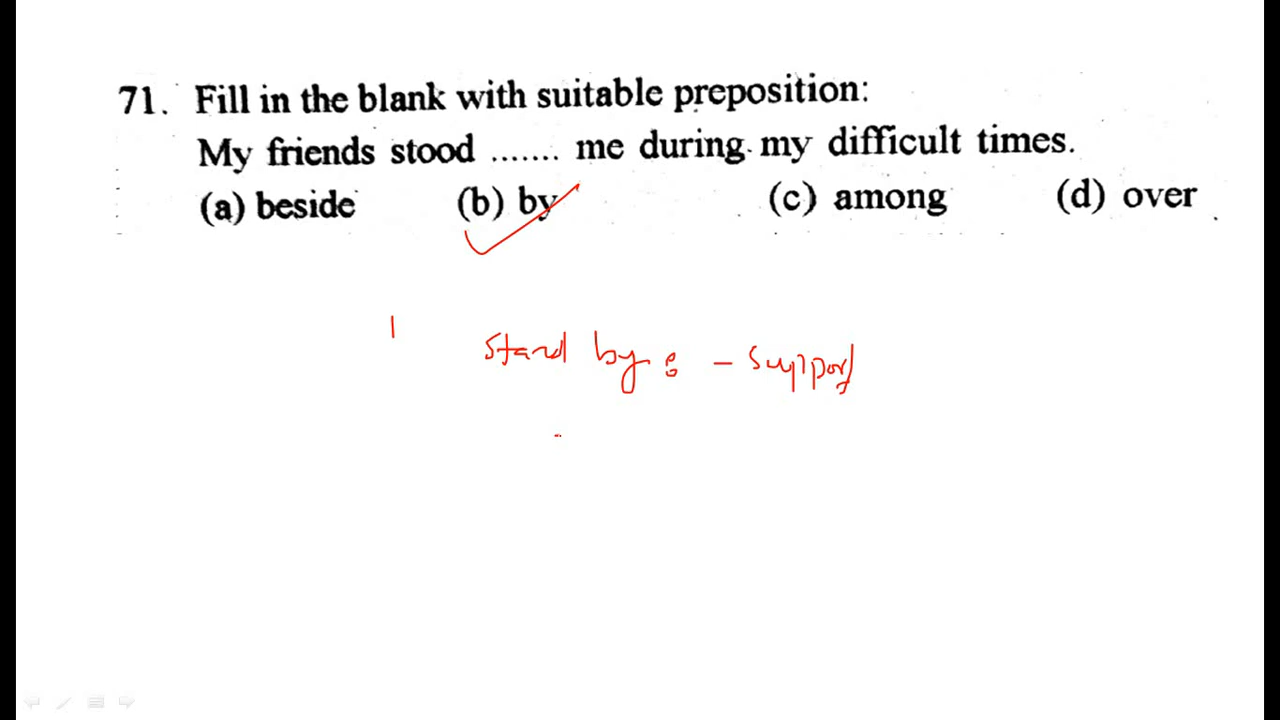 71. Fill in the blank with suitable preposition:
My friends stood ....... me during my difficult times.
(a) beside (b) by (c) among (d) over
Stand by : - Support